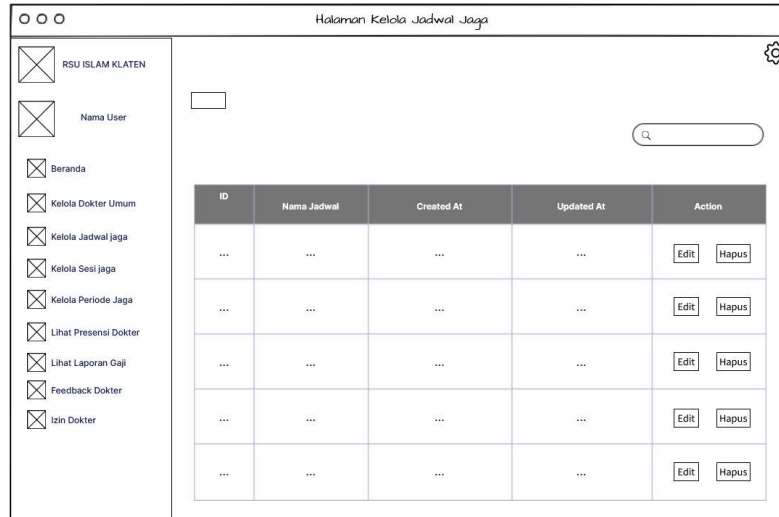 Halaman Kelola Jadwal Jaga
RSU ISLAM KLATEN
Nama User
Beranda
Kelola Dokter Umum
Kelola Jadwal jaga
Kelola Sesi jaga
Kelola Periode Jaga
Lihat Presensi Dokter
Lihat Laporan Gaji
Feedback Dokter
Izin Dokter
ID Nama Jadwal Created At Updated At Action
... ... ... ... Edit Hapus
... ... ... ... Edit Hapus
... ... ... ... Edit Hapus
... ... ... ... Edit Hapus
... ... ... ... Edit Hapus